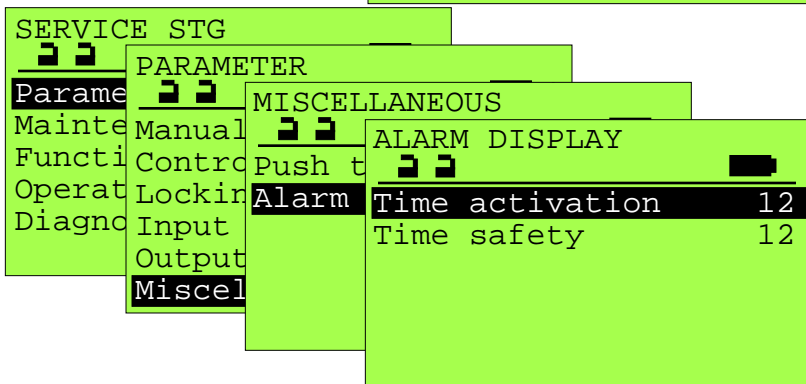 SERVICE STG
Parame
Mainte
Functi
Operat
Diagno
PARAMETER
Manual
Contro
Lockin
Input
Output
Miscel
MISCELLANEOUS
Push t
Alarm
ALARM DISPLAY
Time activation 12
Time safety 12